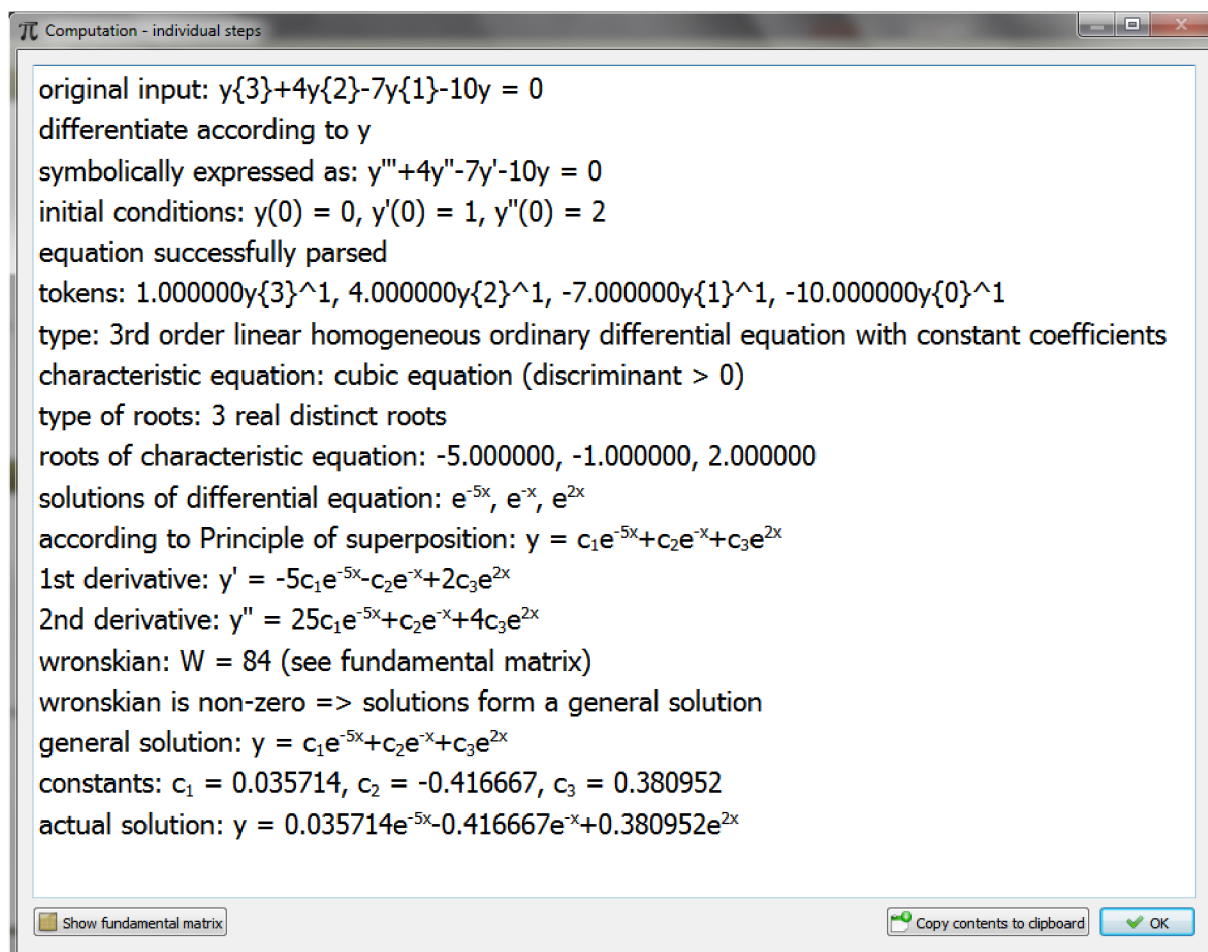 π Computation - individual steps
original input: y{3}+4y{2}-7y{1}-10y = 0
differentiate according to y
symbolically expressed as: y'''+4y''-7y'-10y = 0
initial conditions: y(0) = 0, y'(0) = 1, y''(0) = 2
equation successfully parsed
tokens: 1.000000y{3}^1, 4.000000y{2}^1, -7.000000y{1}^1, -10.000000y{0}^1
type: 3rd order linear homogeneous ordinary differential equation with constant coefficients
characteristic equation: cubic equation (discriminant > 0)
type of roots: 3 real distinct roots
roots of characteristic equation: -5.000000, -1.000000, 2.000000
solutions of differential equation: e⁻⁵ˣ, e⁻ˣ, e²ˣ
according to Principle of superposition: y = c₁e⁻⁵ˣ+c₂e⁻ˣ+c₃e²ˣ
1st derivative: y' = -5c₁e⁻⁵ˣ-c₂e⁻ˣ+2c₃e²ˣ
2nd derivative: y'' = 25c₁e⁻⁵ˣ+c₂e⁻ˣ+4c₃e²ˣ
wronskian: W = 84 (see fundamental matrix)
wronskian is non-zero => solutions form a general solution
general solution: y = c₁e⁻⁵ˣ+c₂e⁻ˣ+c₃e²ˣ
constants: c₁ = 0.035714, c₂ = -0.416667, c₃ = 0.380952
actual solution: y = 0.035714e⁻⁵ˣ-0.416667e⁻ˣ+0.380952e²ˣ
Show fundamental matrix
Copy contents to clipboard
OK